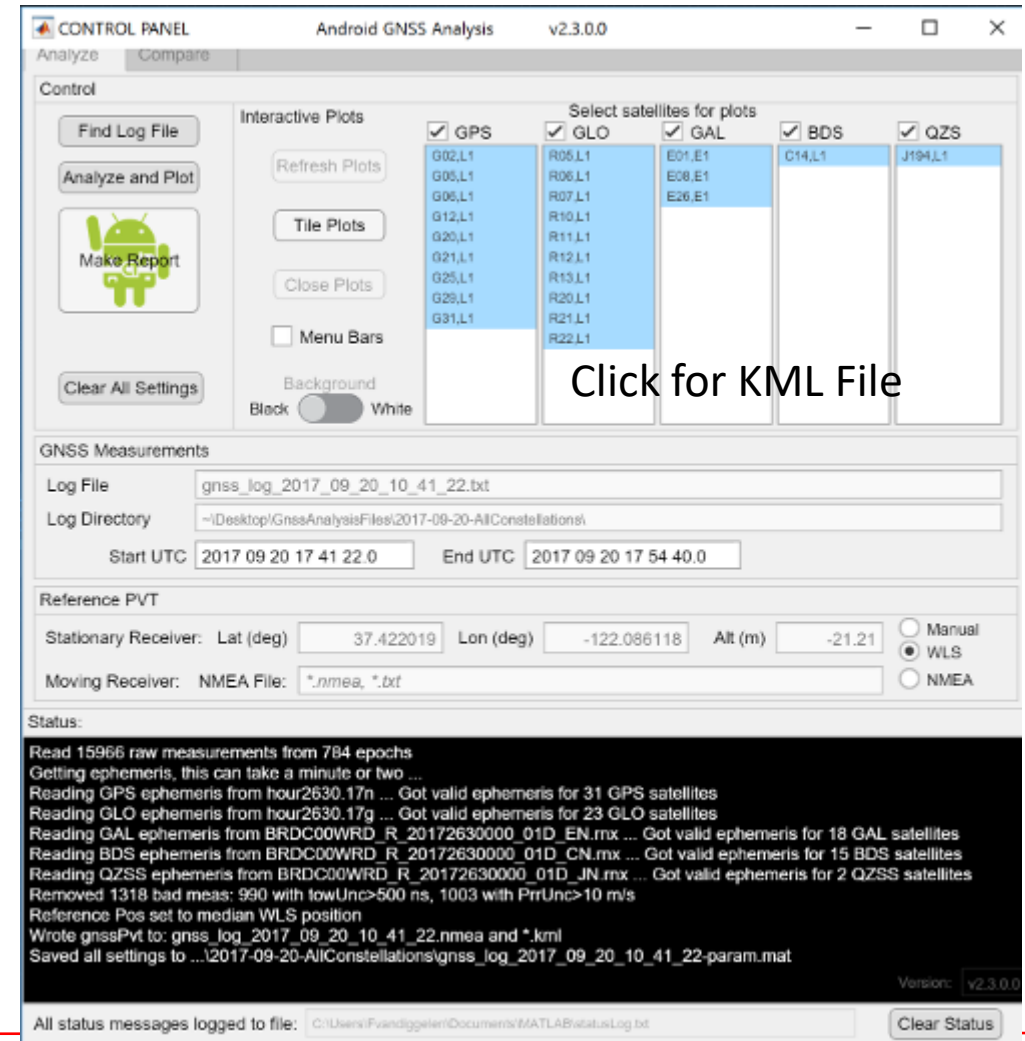 CONTROL PANEL Android GNSS Analysis v2.3.0.0
Analyze Compare
Control
Interactive Plots Select satellites for plots
Find Log File GPS GLO GAL BDS QZS
Refresh Plots
Analyze and Plot
Tile Plots
Make Report
Close Plots
Menu Bars
Clear All Settings Background
Black White
G02,L1 R05,L1 E01,E1 C14,L1 J194,L1
G05,L1 R06,L1 E08,E1
G06,L1 R07,L1 E26,E1
G12,L1 R10,L1
G20,L1 R11,L1
G21,L1 R12,L1
G25,L1 R13,L1
G29,L1 R20,L1
G31,L1 R21,L1
R22,L1
Click for KML File
GNSS Measurements
Log File gnss_log_2017_09_20_10_41_22.txt
Log Directory ~\Desktop\GnssAnalysisFiles\2017-09-20-AllConstellations\
Start UTC 2017 09 20 17 41 22.0 End UTC 2017 09 20 17 54 40.0
Reference PVT
Stationary Receiver: Lat (deg) 37.422019 Lon (deg) -122.086118 Alt (m) -21.21 Manual
WLS
Moving Receiver: NMEA File: *.nmea, *.txt NMEA
Status:
Read 15966 raw measurements from 784 epochs
Getting ephemeris, this can take a minute or two ...
Reading GPS ephemeris from hour2630.17n ... Got valid ephemeris for 31 GPS satellites
Reading GLO ephemeris from hour2630.17g ... Got valid ephemeris for 23 GLO satellites
Reading GAL ephemeris from BRDC00WRD_R_20172630000_01D_EN.rnx ... Got valid ephemeris for 18 GAL satellites
Reading BDS ephemeris from BRDC00WRD_R_20172630000_01D_CN.rnx ... Got valid ephemeris for 15 BDS satellites
Reading QZSS ephemeris from BRDC00WRD_R_20172630000_01D_JN.rnx ... Got valid ephemeris for 2 QZSS satellites
Removed 1318 bad meas: 990 with towUnc>500 ns, 1003 with PrrUnc>10 m/s
Reference Pos set to median WLS position
Wrote gnssPvt to: gnss_log_2017_09_20_10_41_22.nmea and *.kml
Saved all settings to ...\2017-09-20-AllConstellations\gnss_log_2017_09_20_10_41_22-param.mat
Version: v2.3.0.0
All status messages logged to file: C:\Users\Fvandiggelen\Documents\MATLAB\statusLog.txt Clear Status